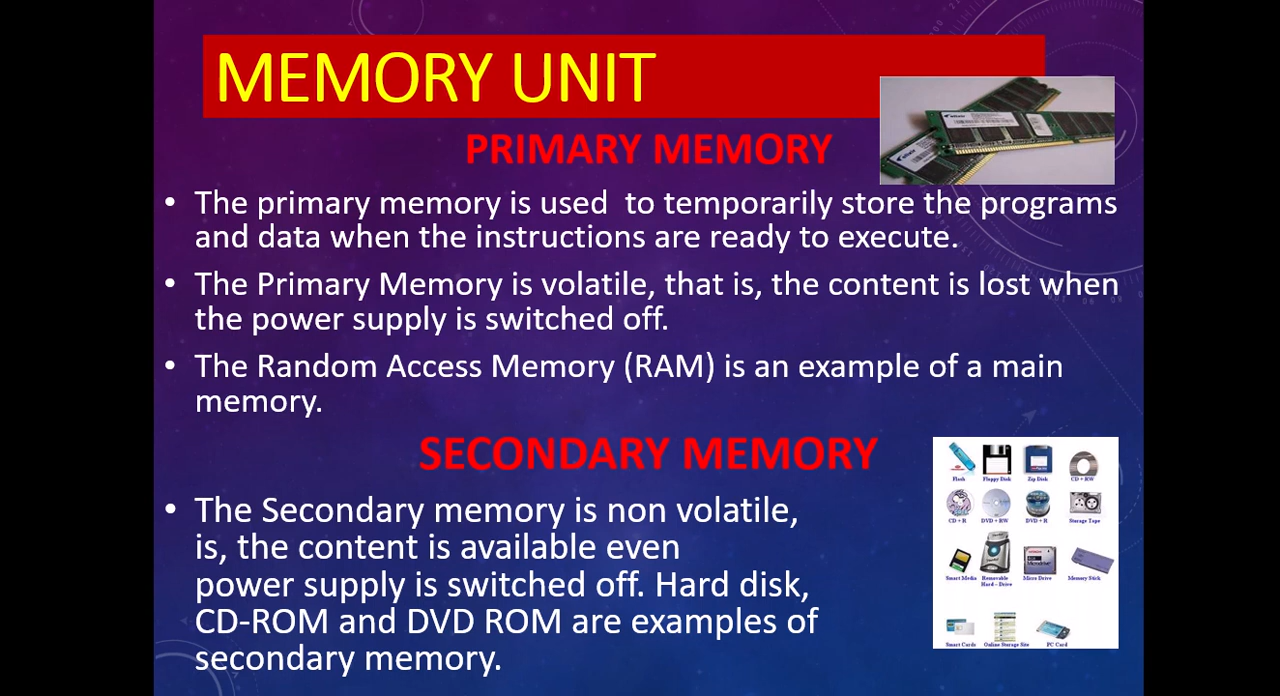 MEMORY UNIT
PRIMARY MEMORY
• The primary memory is used  to temporarily store the programs
and data when the instructions are ready to execute.
• The Primary Memory is volatile, that is, the content is lost when
the power supply is switched off.
• The Random Access Memory (RAM) is an example of a main
memory.
SECONDARY MEMORY
• The Secondary memory is non volatile,
is, the content is available even
power supply is switched off. Hard disk,
CD-ROM and DVD ROM are examples of
secondary memory.
Flash Floppy Disk Zip Disk CD + RW
CD + R DVD + RW DVD + R Storage Tape
Smart Media Removable Hard - Drive Micro Drive Memory Stick
Smart Cards Online Storage Site PC Card